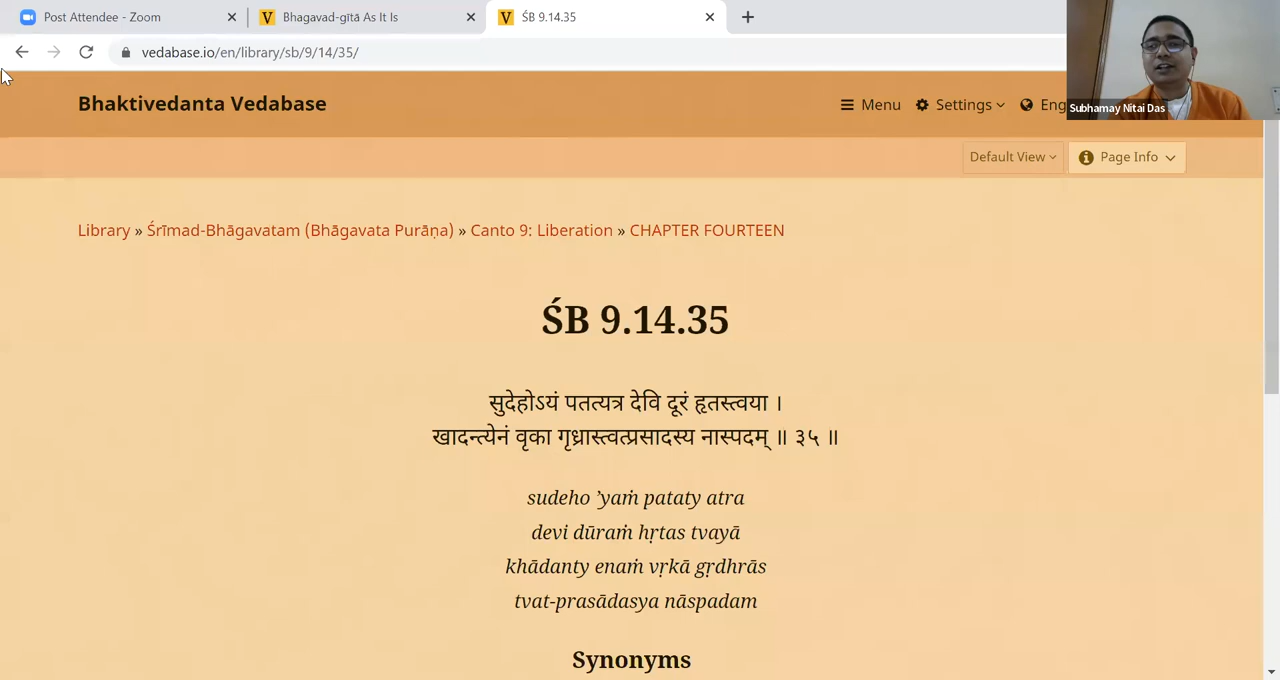 Post Attendee - Zoom
Bhagavad-gītā As It Is
ŚB 9.14.35
vedabase.io/en/library/sb/9/14/35/
Subhamay Nitai Das
Bhaktivedanta Vedabase
Menu Settings Eng
Default View Page Info
Library » Śrīmad-Bhāgavatam (Bhāgavata Purāṇa) » Canto 9: Liberation » CHAPTER FOURTEEN
ŚB 9.14.35
सुदेहोऽयं पतत्यत्र देवि दूरं हृतस्त्वया ।
खादन्त्येनं वृका गृध्रास्त्वत्प्रसादस्य नास्पदम् ॥ ३५ ॥
sudeho ’yaṁ pataty atra
devi dūraṁ hṛtas tvayā
khādanty enaṁ vṛkā gṛdhrās
tvat-prasādasya nāspadam
Synonyms